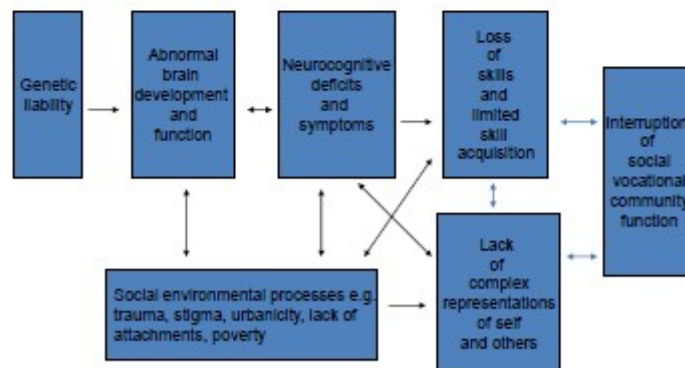 Genetic
liability
Abnormal
brain
development
and
function
Neurocognitive
deficits
and
symptoms
Loss
of
skills
and
limited
skill
acquisition
Interruption
of
social
vocational
community
function
Social environmental processes e.g.
trauma, stigma, urbanicity, lack of
attachments, poverty
Lack
of
complex
representations
of self
and others